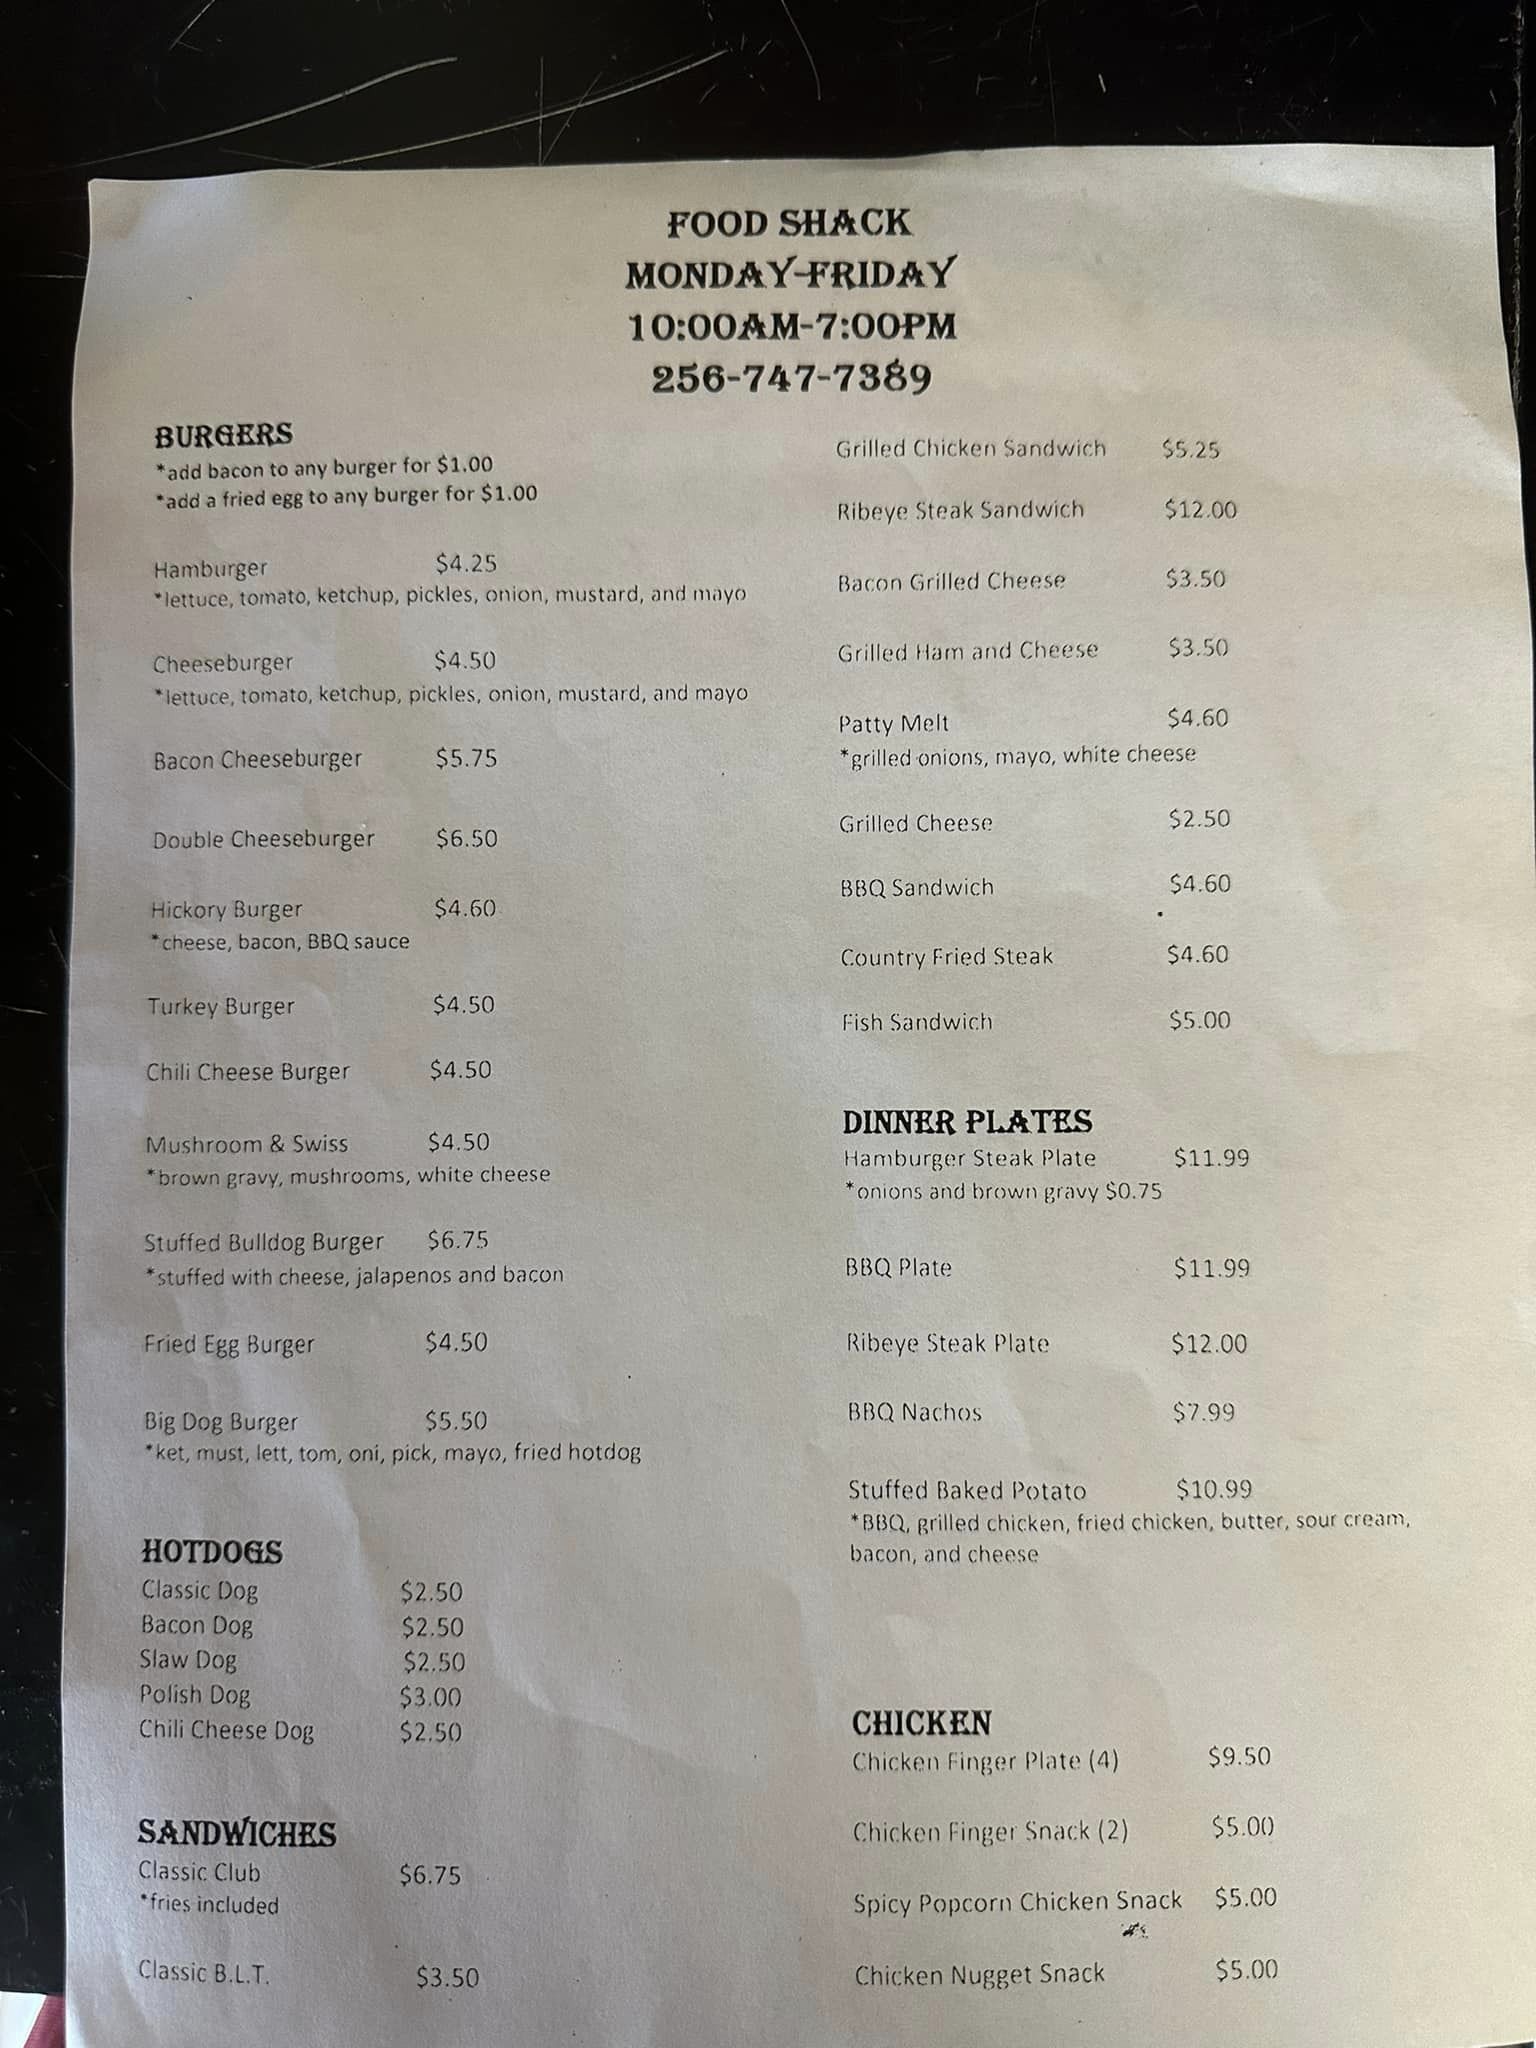 FOOD SHACK
MONDAY-FRIDAY
10:00AM-7:00PM
256-747-7389
BURGERS
*add bacon to any burger for $1.00
*add a fried egg to any burger for $1.00
Hamburger $4.25
*lettuce, tomato, ketchup, pickles, onion, mustard, and mayo
Cheeseburger $4.50
*lettuce, tomato, ketchup, pickles, onion, mustard, and mayo
Bacon Cheeseburger $5.75
Double Cheeseburger $6.50
Hickory Burger $4.60
*cheese, bacon, BBQ sauce
Turkey Burger $4.50
Chili Cheese Burger $4.50
Mushroom & Swiss $4.50
*brown gravy, mushrooms, white cheese
Stuffed Bulldog Burger $6.75
*stuffed with cheese, jalapenos and bacon
Fried Egg Burger $4.50
Big Dog Burger $5.50
*ket, must, lett, tom, oni, pick, mayo, fried hotdog
HOTDOGS
Classic Dog $2.50
Bacon Dog $2.50
Slaw Dog $2.50
Polish Dog $3.00
Chili Cheese Dog $2.50
SANDWICHES
Classic Club $6.75
*fries included
Classic B.L.T. $3.50
Grilled Chicken Sandwich $5.25
Ribeye Steak Sandwich $12.00
Bacon Grilled Cheese $3.50
Grilled Ham and Cheese $3.50
Patty Melt $4.60
*grilled onions, mayo, white cheese
Grilled Cheese $2.50
BBQ Sandwich $4.60
Country Fried Steak $4.60
Fish Sandwich $5.00
DINNER PLATES
Hamburger Steak Plate $11.99
*onions and brown gravy $0.75
BBQ Plate $11.99
Ribeye Steak Plate $12.00
BBQ Nachos $7.99
Stuffed Baked Potato $10.99
*BBQ, grilled chicken, fried chicken, butter, sour cream,
bacon, and cheese
CHICKEN
Chicken Finger Plate (4) $9.50
Chicken Finger Snack (2) $5.00
Spicy Popcorn Chicken Snack $5.00
Chicken Nugget Snack $5.00